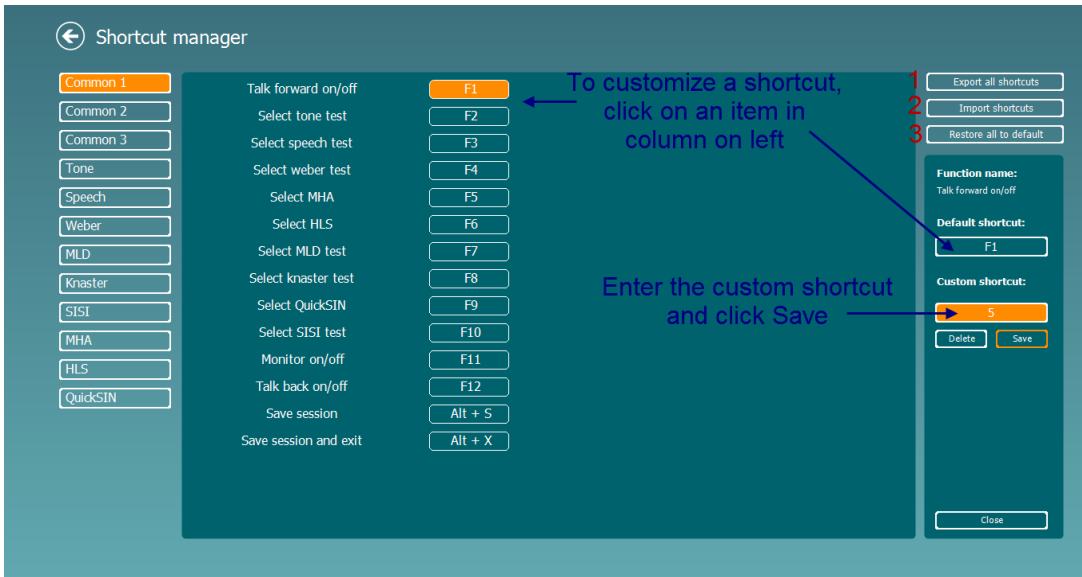 Shortcut manager
Common 1
Common 2
Common 3
Tone
Speech
Weber
MLD
Knaster
SISI
MHA
HLS
QuickSIN
Talk forward on/off F1
Select tone test F2
Select speech test F3
Select weber test F4
Select MHA F5
Select HLS F6
Select MLD test F7
Select knaster test F8
Select QuickSIN F9
Select SISI test F10
Monitor on/off F11
Talk back on/off F12
Save session Alt + S
Save session and exit Alt + X
To customize a shortcut,
click on an item in
column on left
Enter the custom shortcut
and click Save
1 Export all shortcuts
2 Import shortcuts
3 Restore all to default
Function name:
Talk forward on/off
Default shortcut:
F1
Custom shortcut:
5
Delete Save
Close